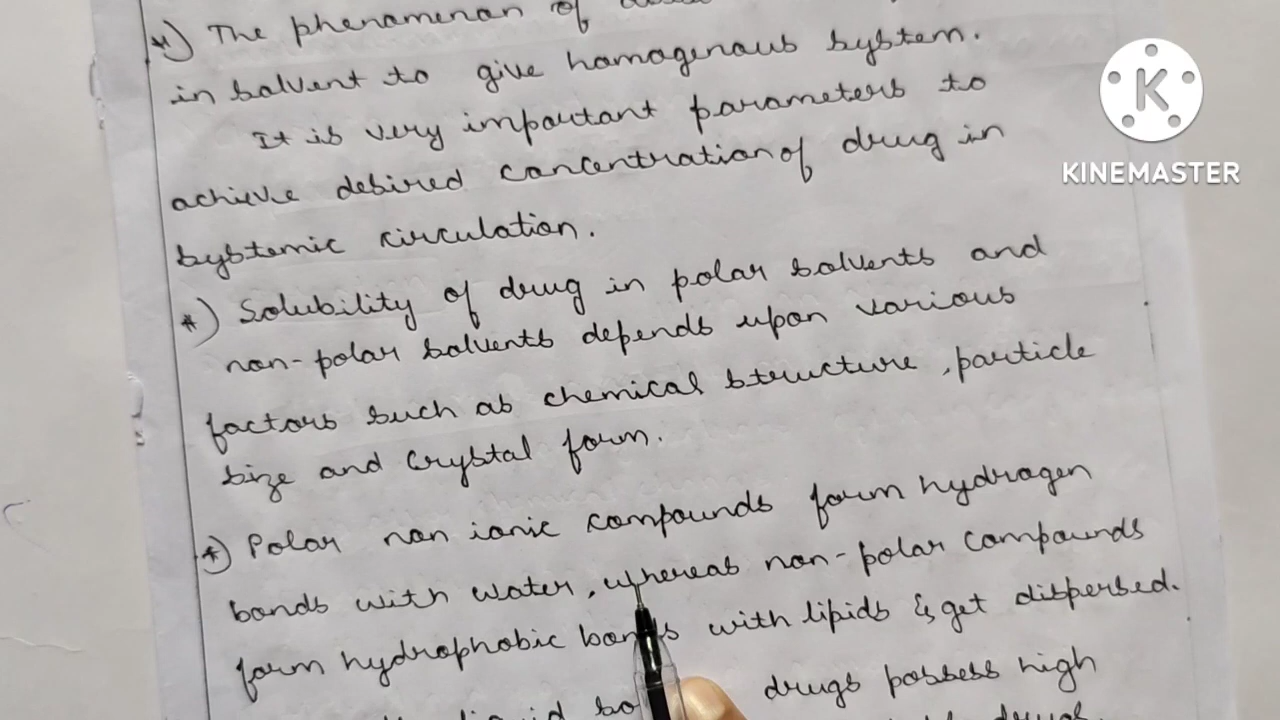 *) The phenomenan of
in solvent to give homogenous system.
It is very important parameters to
achieve desired concentration of drug in
systemic circulation.
*) Solubility of drug in polar solvents and
non-polar solvents depends upon various
factors such as chemical structure, particle
size and crystal form.
*) Polar non ionic compounds form hydrogen
bonds with water, whereas non-polar compounds
form hydrophobic bonds with lipids & get dispersed.
drugs possess high
drugs.
K
KINEMASTER